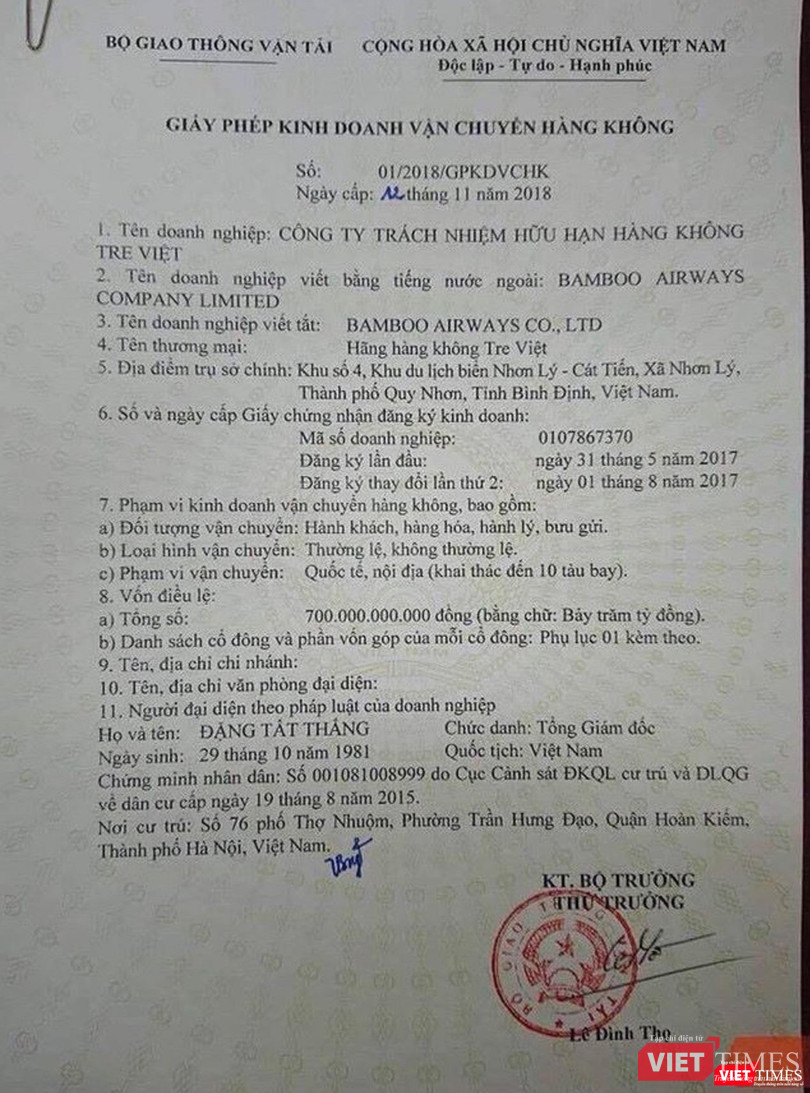 BỘ GIAO THÔNG VẬN TẢI
CỘNG HÒA XÃ HỘI CHỦ NGHĨA VIỆT NAM
Độc lập - Tự do - Hạnh phúc
GIẤY PHÉP KINH DOANH VẬN CHUYỂN HÀNG KHÔNG
Số: 01/2018/GPKDVCHK
Ngày cấp: 12 tháng 11 năm 2018
1. Tên doanh nghiệp: CÔNG TY TRÁCH NHIỆM HỮU HẠN HÀNG KHÔNG
TRE VIỆT
2. Tên doanh nghiệp viết bằng tiếng nước ngoài: BAMBOO AIRWAYS
COMPANY LIMITED
3. Tên doanh nghiệp viết tắt: BAMBOO AIRWAYS CO., LTD
4. Tên thương mại: Hãng hàng không Tre Việt
5. Địa điểm trụ sở chính: Khu số 4, Khu du lịch biển Nhơn Lý - Cát Tiến, Xã Nhơn Lý,
Thành phố Quy Nhơn, Tỉnh Bình Định, Việt Nam.
6. Số và ngày cấp Giấy chứng nhận đăng ký kinh doanh:
Mã số doanh nghiệp: 0107867370
Đăng ký lần đầu: ngày 31 tháng 5 năm 2017
Đăng ký thay đổi lần thứ 2: ngày 01 tháng 8 năm 2017
7. Phạm vi kinh doanh vận chuyển hàng không, bao gồm:
a) Đối tượng vận chuyển: Hành khách, hàng hóa, hành lý, bưu gửi.
b) Loại hình vận chuyển: Thường lệ, không thường lệ.
c) Phạm vi vận chuyển: Quốc tế, nội địa (khai thác đến 10 tàu bay).
8. Vốn điều lệ:
a) Tổng số: 700.000.000.000 đồng (bằng chữ: Bảy trăm tỷ đồng).
b) Danh sách cổ đông và phần vốn góp của mỗi cổ đông: Phụ lục 01 kèm theo.
9. Tên, địa chỉ chi nhánh:
10. Tên, địa chỉ văn phòng đại diện:
11. Người đại diện theo pháp luật của doanh nghiệp
Họ và tên: ĐẶNG TẤT THẮNG Chức danh: Tổng Giám đốc
Ngày sinh: 29 tháng 10 năm 1981 Quốc tịch: Việt Nam
Chứng minh nhân dân: Số 001081008999 do Cục Cảnh sát ĐKQL cư trú và DLQG
về dân cư cấp ngày 19 tháng 8 năm 2015.
Nơi cư trú: Số 76 phố Thợ Nhuộm, Phường Trần Hưng Đạo, Quận Hoàn Kiếm,
Thành phố Hà Nội, Việt Nam.
KT. BỘ TRƯỞNG
THỨ TRƯỞNG
BỘ GIAO THÔNG VẬN TẢI
Lê Đình Thọ
Tạp chí điện tử
VIETTIMES
Tạp chí điện tử
VIETTIMES